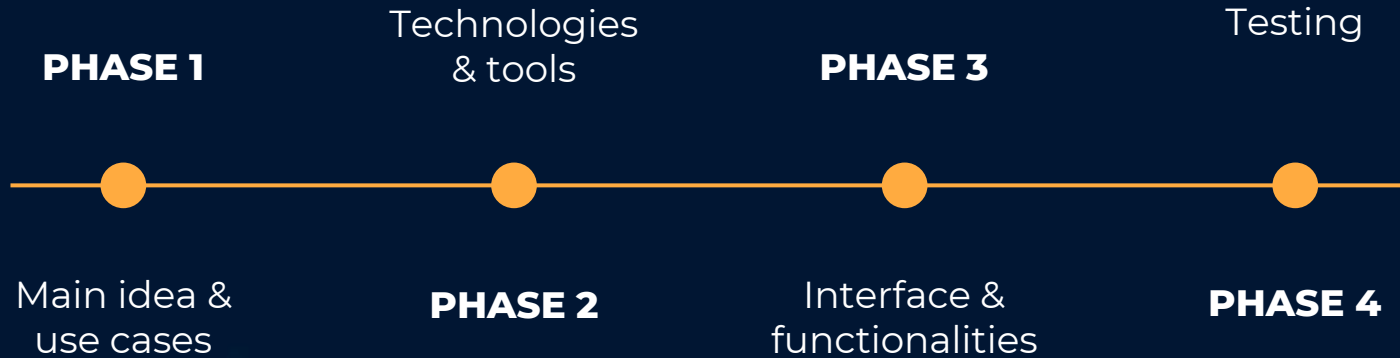 PHASE 1
Main idea &
use cases
Technologies
& tools
PHASE 2
PHASE 3
Interface &
functionalities
Testing
PHASE 4